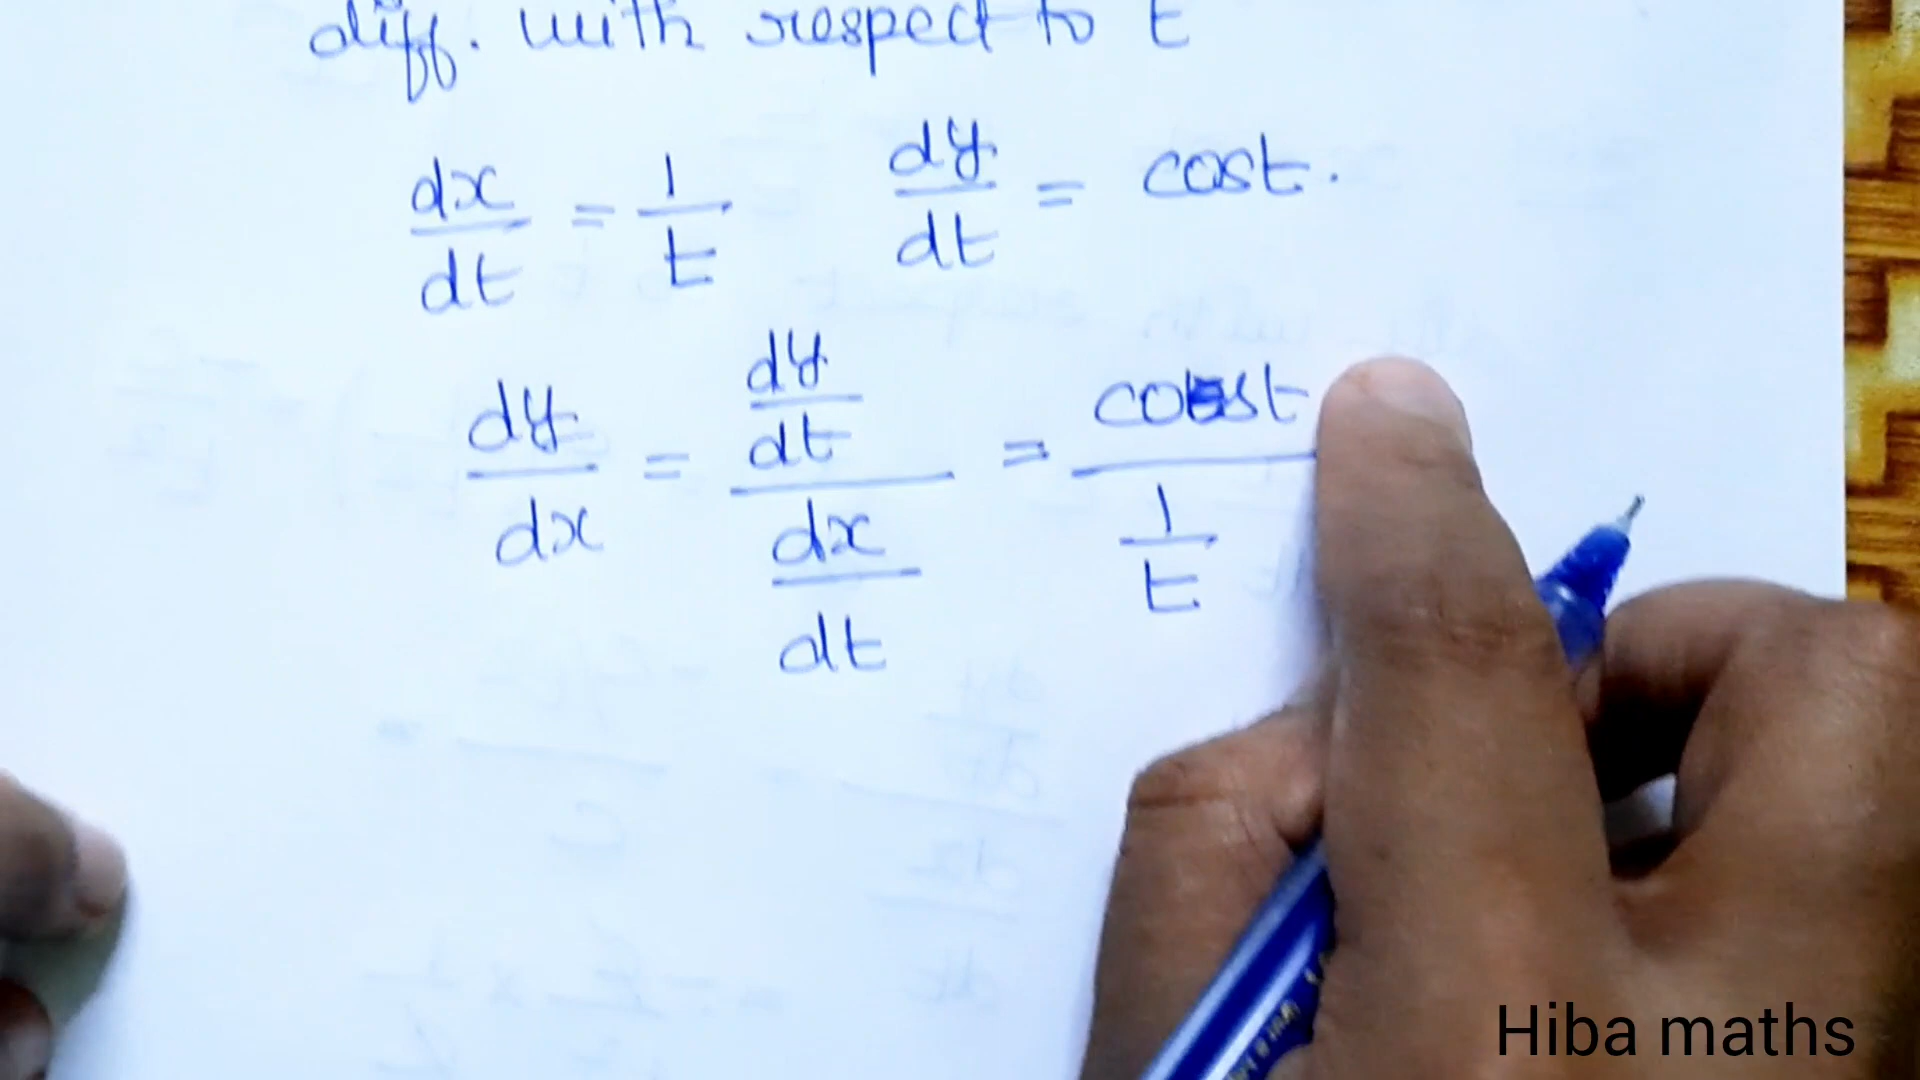 diff. with respect to t
dx/dt = 1/t dy/dt = cost.
dy/dx = dy/dt / dx/dt = cost / 1/t
Hiba maths